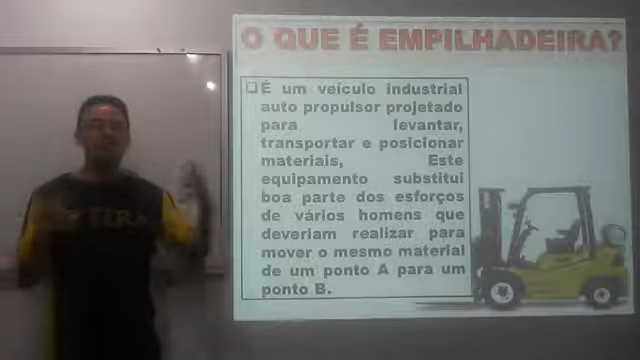 O QUE É EMPILHADEIRA?
É um veículo industrial
auto propulsor projetado
para levantar,
transportar e posicionar
materiais, Este
equipamento substitui
boa parte dos esforços
de vários homens que
deveriam realizar para
mover o mesmo material
de um ponto A para um
ponto B.